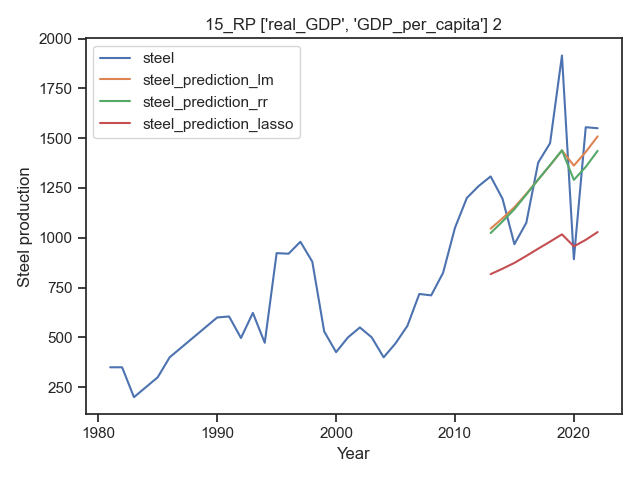 15_RP ['real_GDP', 'GDP_per_capita'] 2
steel
steel_prediction_lm
steel_prediction_rr
steel_prediction_lasso
Steel production
2000
1750
1500
1250
1000
750
500
250
1980
1990
2000
2010
2020
Year